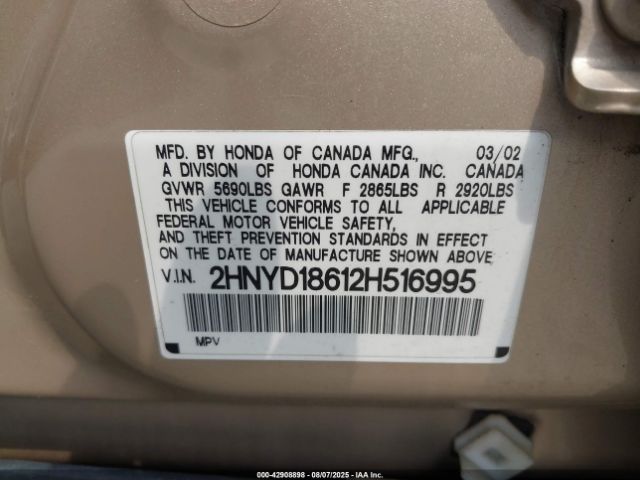 MFD. BY HONDA OF CANADA MFG., 03/02
A DIVISION OF HONDA CANADA INC. CANADA
GVWR 5690LBS GAWR F 2865LBS R 2920LBS
THIS VEHICLE CONFORMS TO ALL APPLICABLE
FEDERAL MOTOR VEHICLE SAFETY,
AND THEFT PREVENTION STANDARDS IN EFFECT
ON THE DATE OF MANUFACTURE SHOWN ABOVE.
V.I.N. 2HNYD18612H516995
MPV
000-42908898 - 08/07/2025 - IAA Inc.